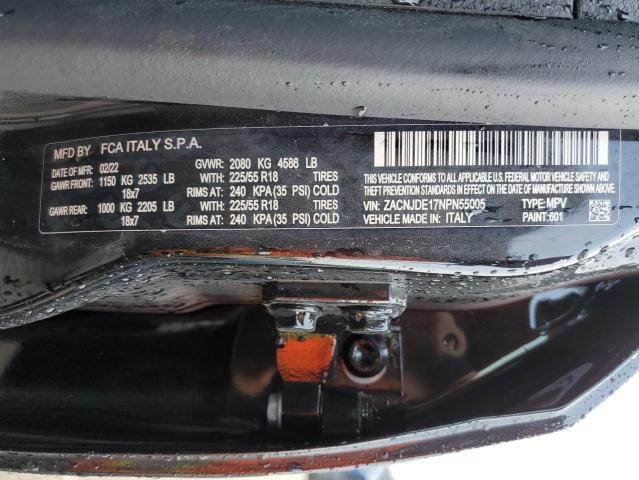 MFD BY FCA ITALY S.P.A.
DATE OF MFR: 02/22 GVWR: 2080 KG 4586 LB
GAWR FRONT: 1150 KG 2535 LB WITH 225/55 R18 TIRES
18x7 RIMS AT: 240 KPA(35 PSI) COLD
GAWR REAR: 1000 KG 2205 LB WITH 225/55 R18 TIRES
18x7 RIMS AT: 240 KPA(35 PSI) COLD
THIS VEHICLE CONFORMS TO ALL APPLICABLE U.S. FEDERAL MOTOR VEHICLE
SAFETY, BUMPER, AND THEFT PREVENTION STANDARDS IN EFFECT ON THE DATE OF
MANUFACTURE SHOWN ABOVE.
VIN: ZACNJDE17NPN55005 TYPE:MPV
VEHICLE MADE IN: ITALY PAINT:601